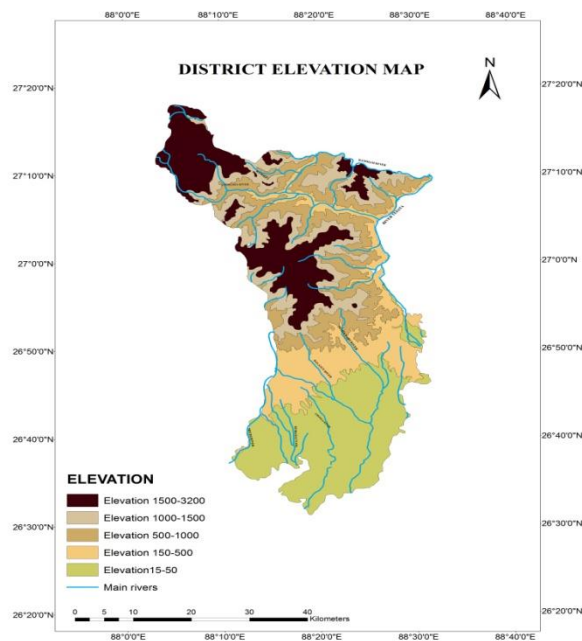 88°0'0"E 88°10'0"E 88°20'0"E 88°30'0"E 88°40'0"E
DISTRICT ELEVATION MAP
N
27°20'0"N 27°20'0"N
27°10'0"N 27°10'0"N
27°0'0"N 27°0'0"N
26°50'0"N 26°50'0"N
26°40'0"N 26°40'0"N
26°30'0"N 26°30'0"N
26°20'0"N 26°20'0"N
ELEVATION
Elevation 1500-3200
Elevation 1000-1500
Elevation 500-1000
Elevation 150-500
Elevation15-50
Main rivers
0 5 10 20 30 40
Kilometers
88°0'0"E 88°10'0"E 88°20'0"E 88°30'0"E 88°40'0"E